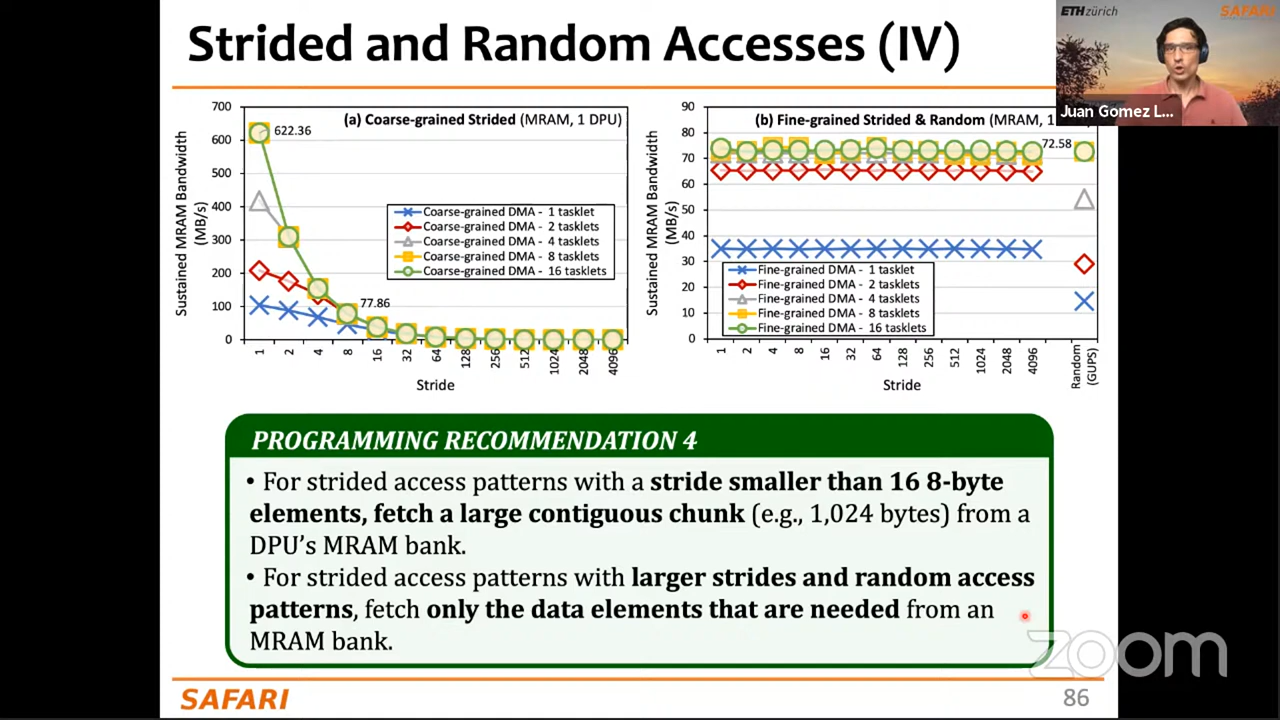 Strided and Random Accesses (IV)
ETH zürich
SAFARI
Juan Gomez L...
Sustained MRAM Bandwidth
(MB/s)
700
600
500
400
300
200
100
0
(a) Coarse-grained Strided (MRAM, 1 DPU)
622.36
77.86
Coarse-grained DMA - 1 tasklet
Coarse-grained DMA - 2 tasklets
Coarse-grained DMA - 4 tasklets
Coarse-grained DMA - 8 tasklets
Coarse-grained DMA - 16 tasklets
1 2 4 8 16 32 64 128 256 512 1024 2048 4096
Stride
Sustained MRAM Bandwidth
(MB/s)
90
80
70
60
50
40
30
20
10
0
(b) Fine-grained Strided & Random (MRAM, 1
72.58
Fine-grained DMA - 1 tasklet
Fine-grained DMA - 2 tasklets
Fine-grained DMA - 4 tasklets
Fine-grained DMA - 8 tasklets
Fine-grained DMA - 16 tasklets
1 2 4 8 16 32 64 128 256 512 1024 2048 4096
Random
(GUPS)
Stride
PROGRAMMING RECOMMENDATION 4
• For strided access patterns with a stride smaller than 16 8-byte
elements, fetch a large contiguous chunk (e.g., 1,024 bytes) from a
DPU's MRAM bank.
• For strided access patterns with larger strides and random access
patterns, fetch only the data elements that are needed from an
MRAM bank.
zoom
SAFARI
86